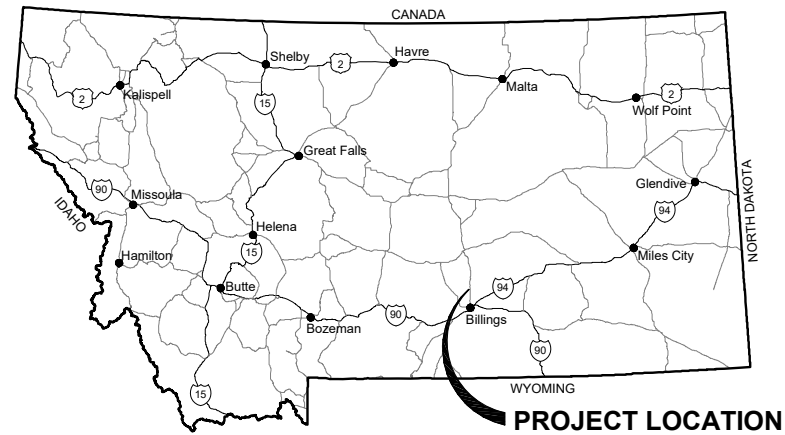 CANADA
Shelby
Havre
2
2
Kalispell
15
Malta
2
Wolf Point
Great Falls
90
Missoula
Glendive
94
IDAHO
NORTH DAKOTA
Helena
15
Hamilton
Miles City
Butte
94
90
Billings
Bozeman
90
15
WYOMING
PROJECT LOCATION